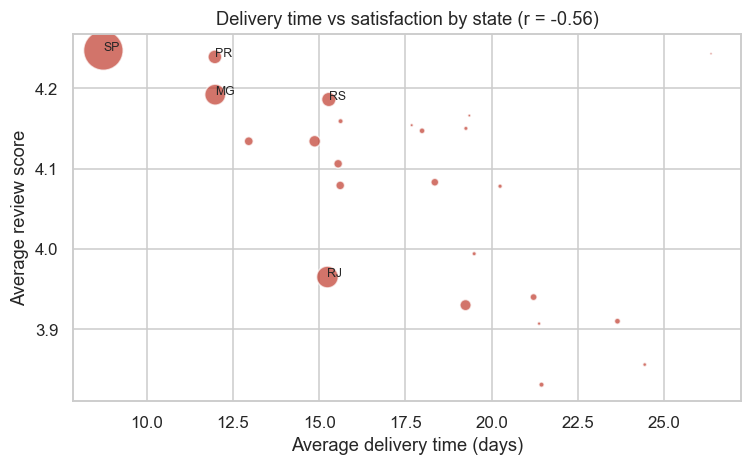 Delivery time vs satisfaction by state (r = -0.56)
SP
PR
MG
RS
RJ
4.2
4.1
4.0
3.9
Average review score
10.0 12.5 15.0 17.5 20.0 22.5 25.0
Average delivery time (days)